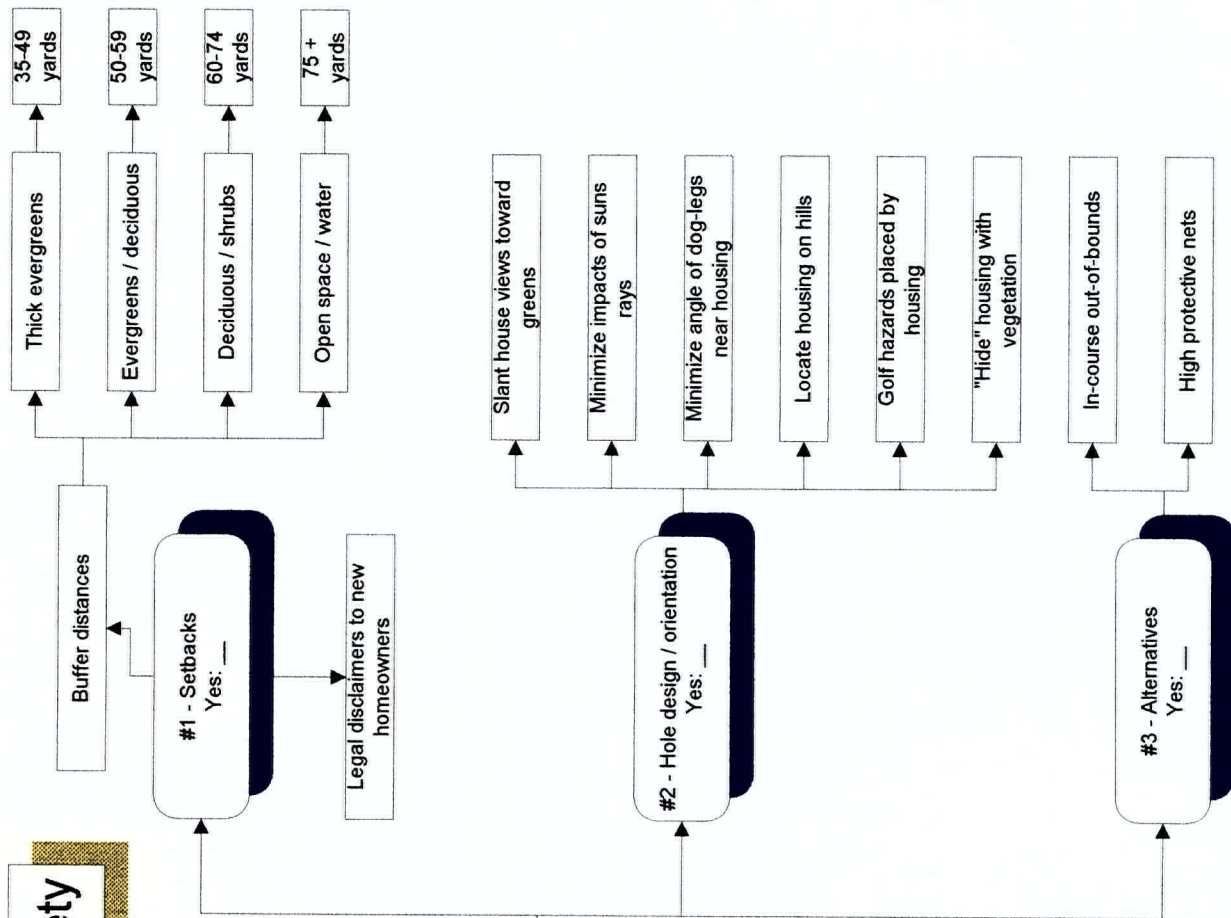 ety
Buffer distances
Thick evergreens
35-49
yards
Evergreens / deciduous
50-59
yards
Deciduous / shrubs
60-74
yards
Open space / water
75 +
yards
#1 - Setbacks
Yes: __
Legal disclaimers to new
homeowners
#2 - Hole design / orientation
Yes: __
Slant house views toward
greens
Minimize impacts of suns
rays
Minimize angle of dog-legs
near housing
Locate housing on hills
Golf hazards placed by
housing
"Hide" housing with
vegetation
#3 - Alternatives
Yes: __
In-course out-of-bounds
High protective nets